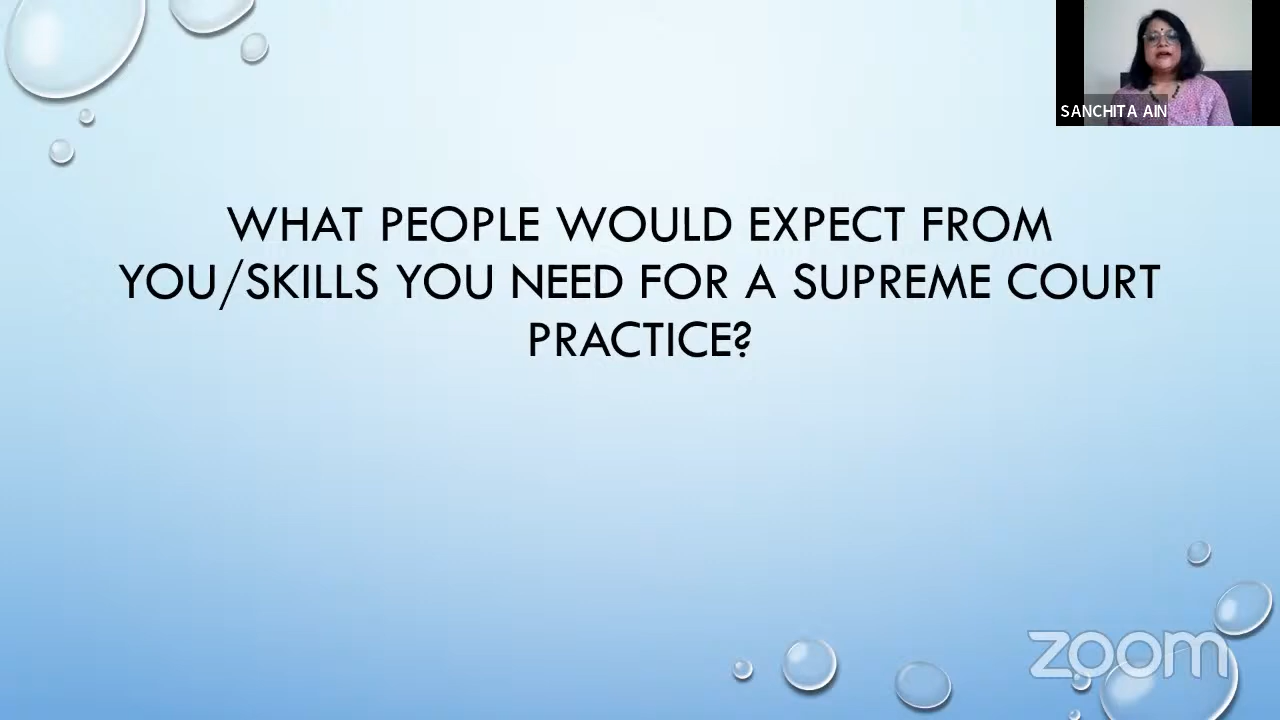 SANCHITA AIN
WHAT PEOPLE WOULD EXPECT FROM
YOU/SKILLS YOU NEED FOR A SUPREME COURT
PRACTICE?
zoom